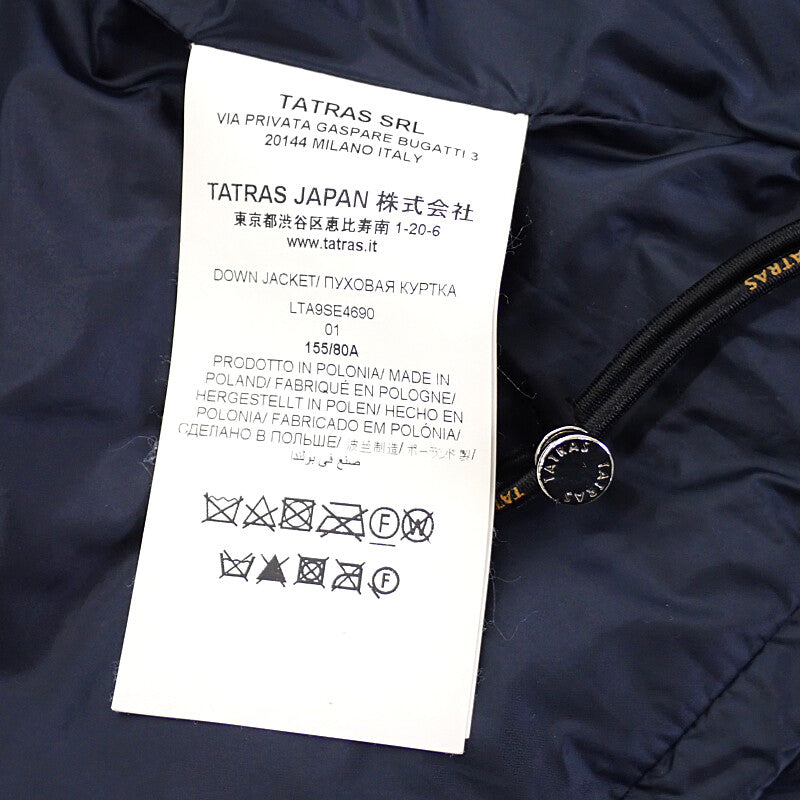 TATRAS SRL
VIA PRIVATA GASPARE BUGATTI 3
20144 MILANO ITALY
TATRAS JAPAN 株式会社
東京都渋谷区恵比寿南 1-20-6
www.tatras.it
DOWN JACKET/ ПУХОВАЯ КУРТКА
LTA9SE4690
01
155/80A
PRODOTTO IN POLONIA/ MADE IN
POLAND/ FABRIQUÉ EN POLOGNE/
HERGESTELLT IN POLEN/ HECHO EN
POLONIA/ FABRICADO EM POLÓNIA/
СДЕЛАНО В ПОЛЬШЕ/ 波兰制造/ ポーランド製/
صنع في بولندا
F W
F
TATRAS
TATRAS TATRAS
TAT